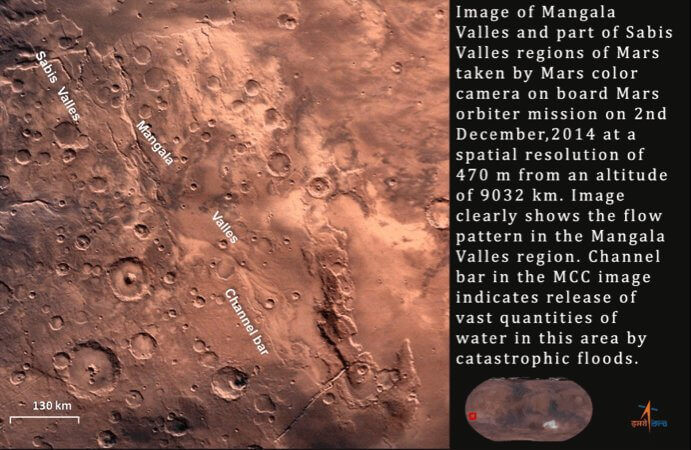 Image of Mangala
Valles and part of Sabis
Valles regions of Mars
taken by Mars color
camera on board Mars
orbiter mission on 2nd
December,2014 at a
spatial resolution of
470 m from an altitude
of 9032 km. Image
clearly shows the flow
pattern in the Mangala
Valles region. Channel
bar in the MCC image
indicates release of
vast quantities of
water in this area by
catastrophic floods.
Sabis Valles
Mangala
Valles
Channel bar
130 km
इसरो isro